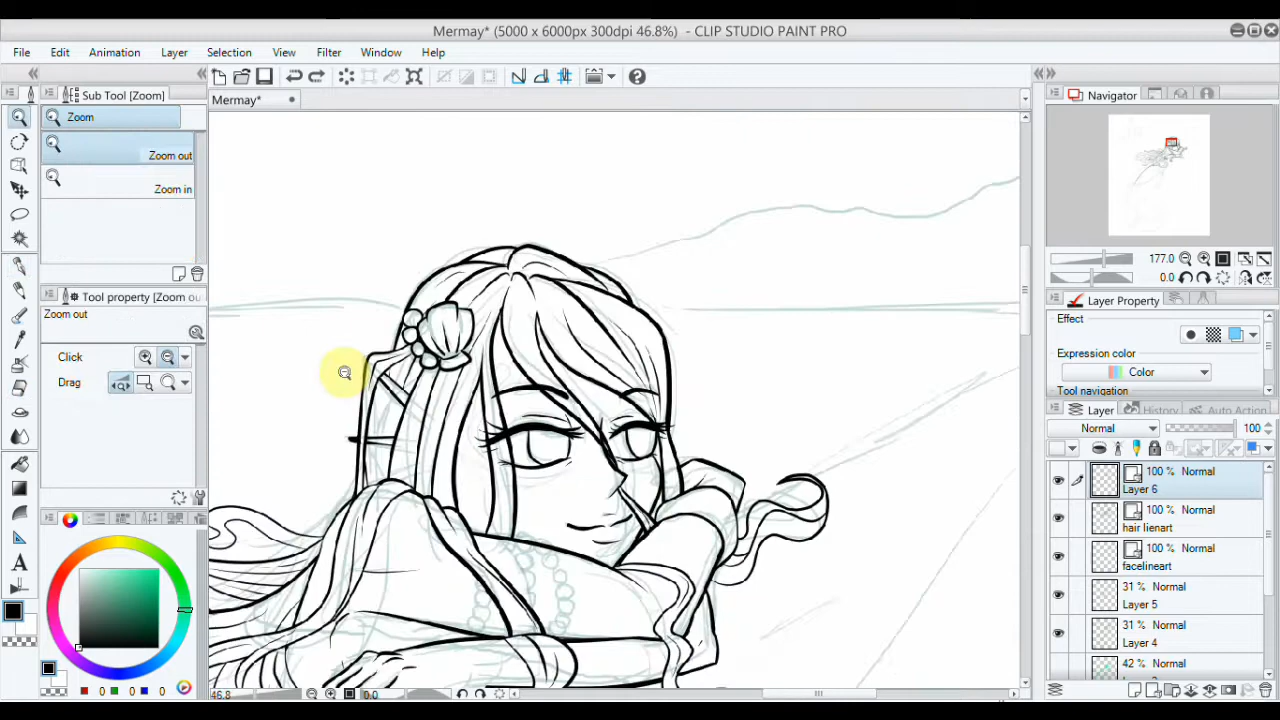 Mermay* (5000 x 6000px 300dpi 46.8%) - CLIP STUDIO PAINT PRO
File Edit Animation Layer Selection View Filter Window Help
Mermay*
Sub Tool [Zoom]
Zoom
Zoom out
Zoom in
Tool property [Zoom ou
Zoom out
Click
Drag
0 0 0
46.8 0.0
Navigator
177.0
0.0
Layer Property
Effect
Expression color
Color
Tool navigation
Layer History Auto Action
Normal 100
100 % Normal
Layer 6
100 % Normal
hair lienart
100 % Normal
facelineart
31 % Normal
Layer 5
31 % Normal
Layer 4
42 % Normal